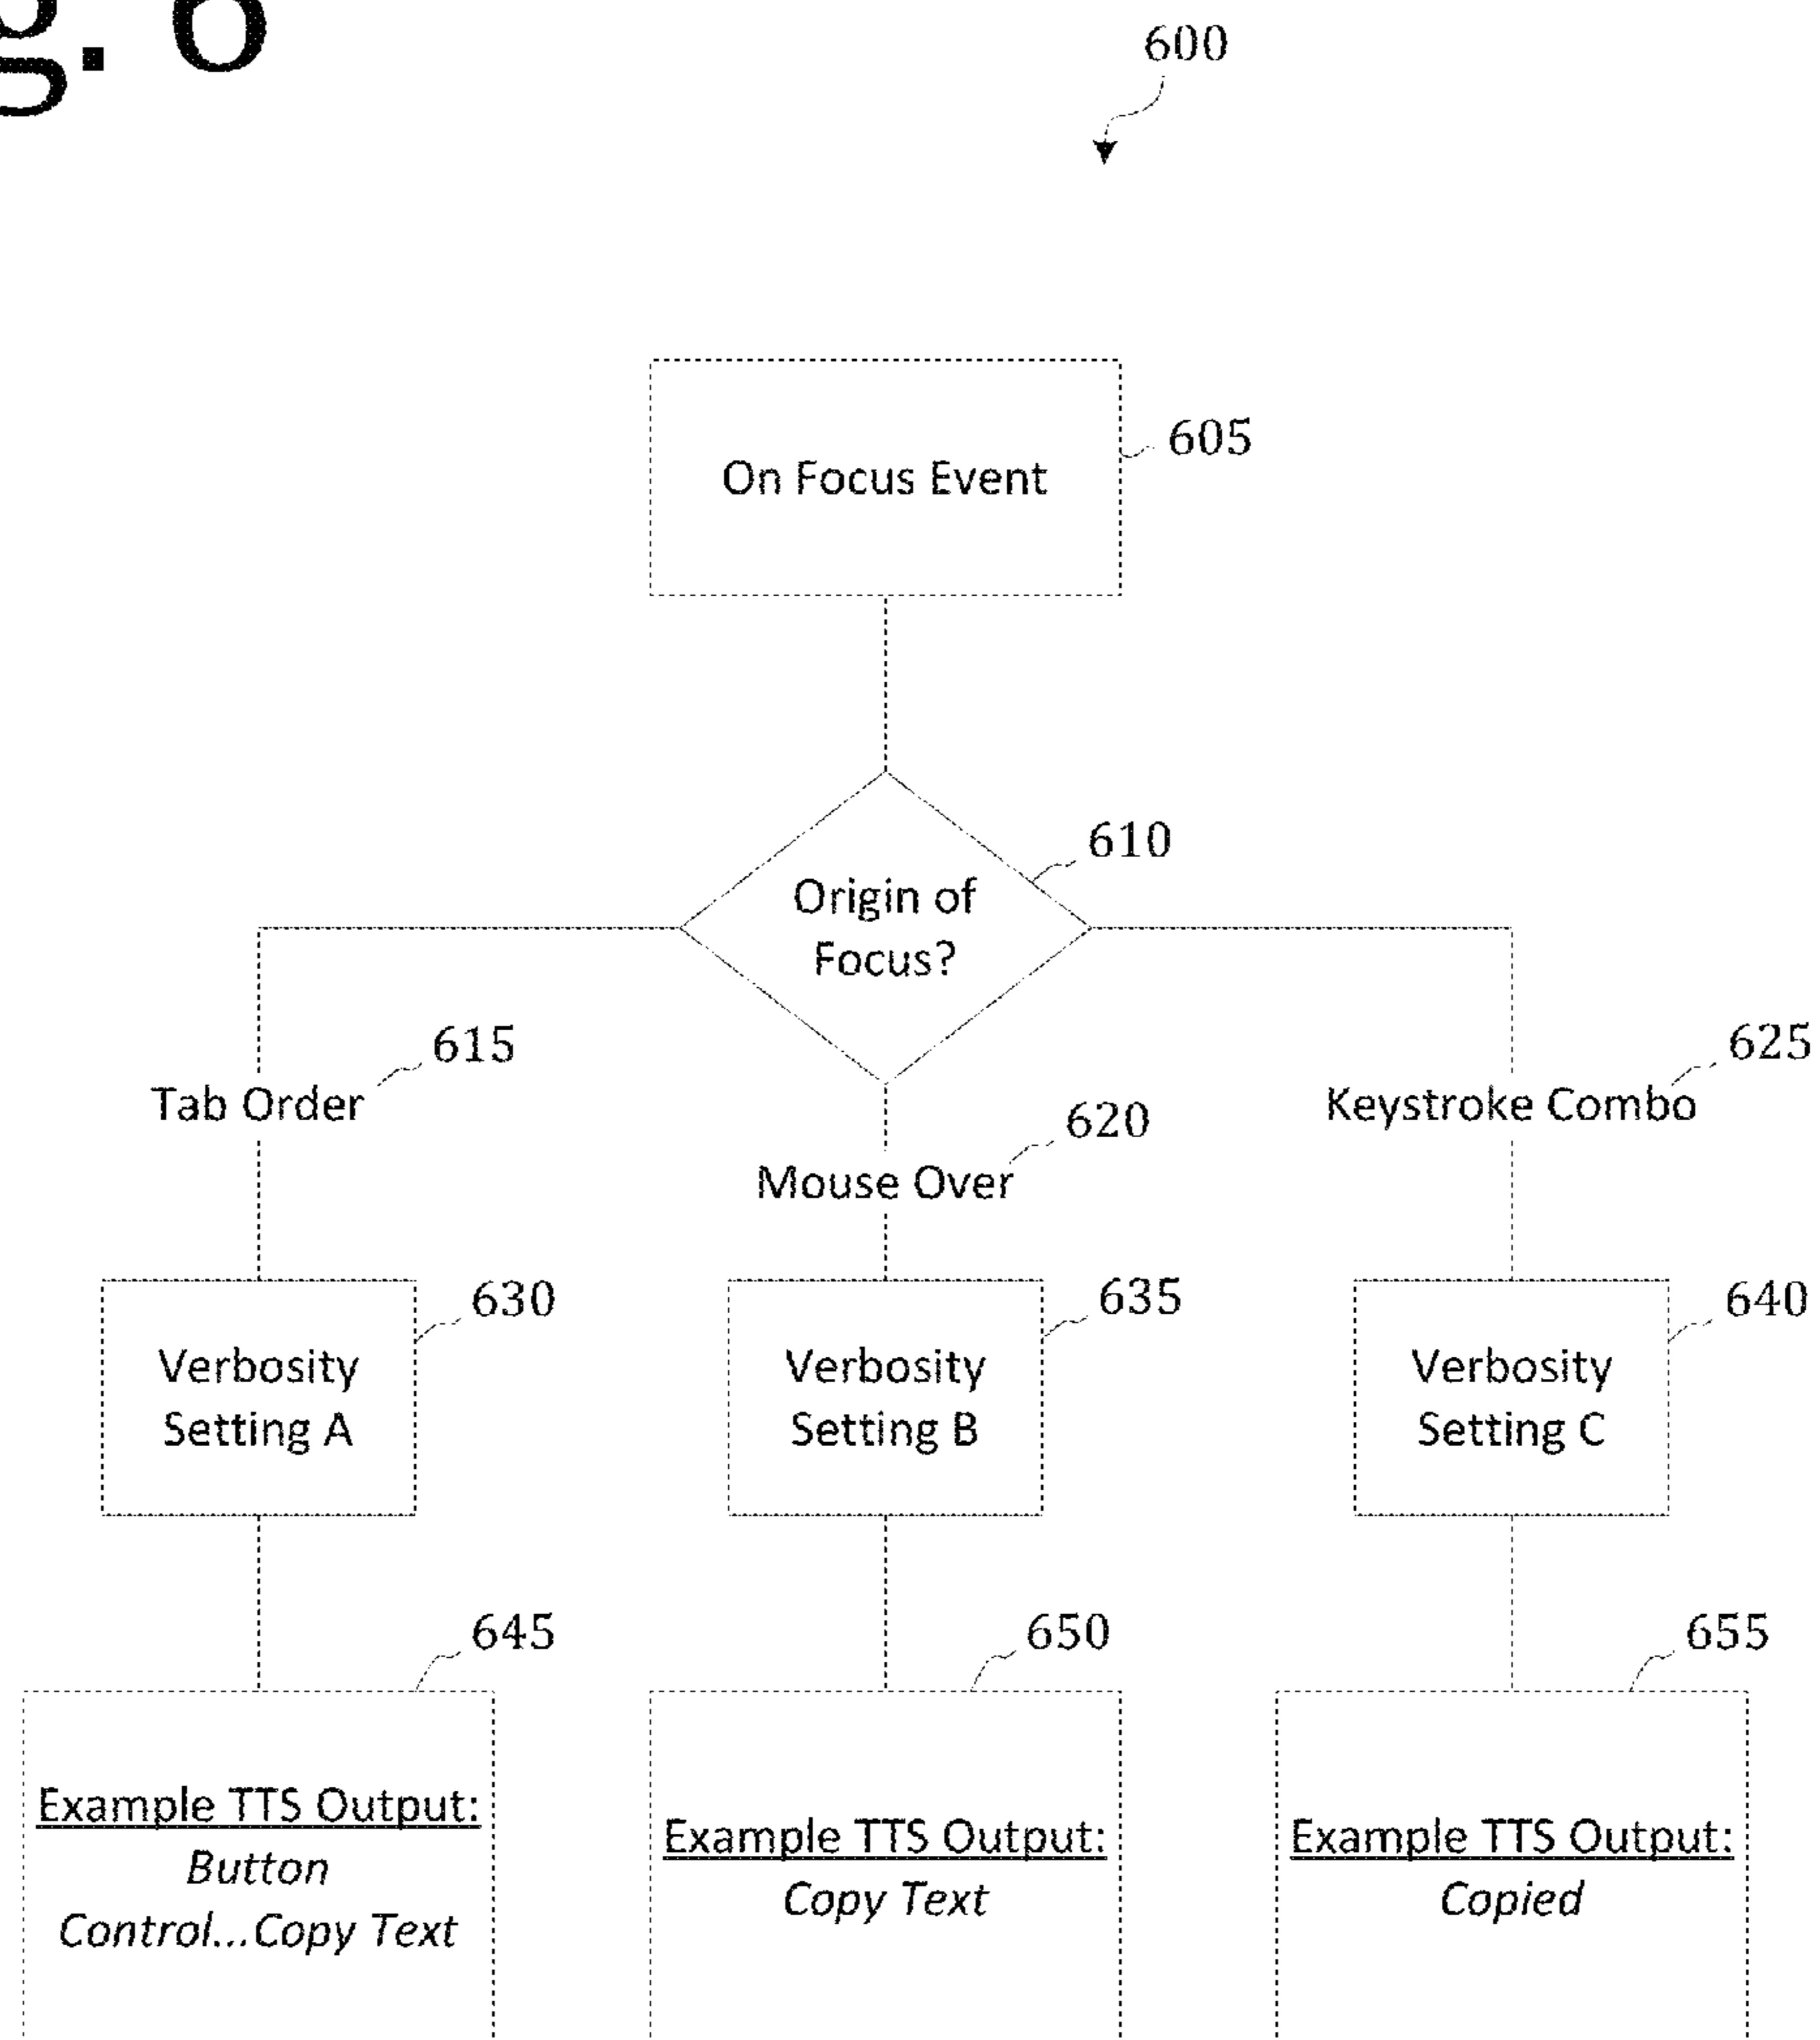 g. 6
600
On Focus Event
605
610
Origin of
Focus?
615
Tab Order
620
Mouse Over
625
Keystroke Combo
630
Verbosity
Setting A
635
Verbosity
Setting B
640
Verbosity
Setting C
645
Example TTS Output:
Button
Control...Copy Text
650
Example TTS Output:
Copy Text
655
Example TTS Output:
Copied